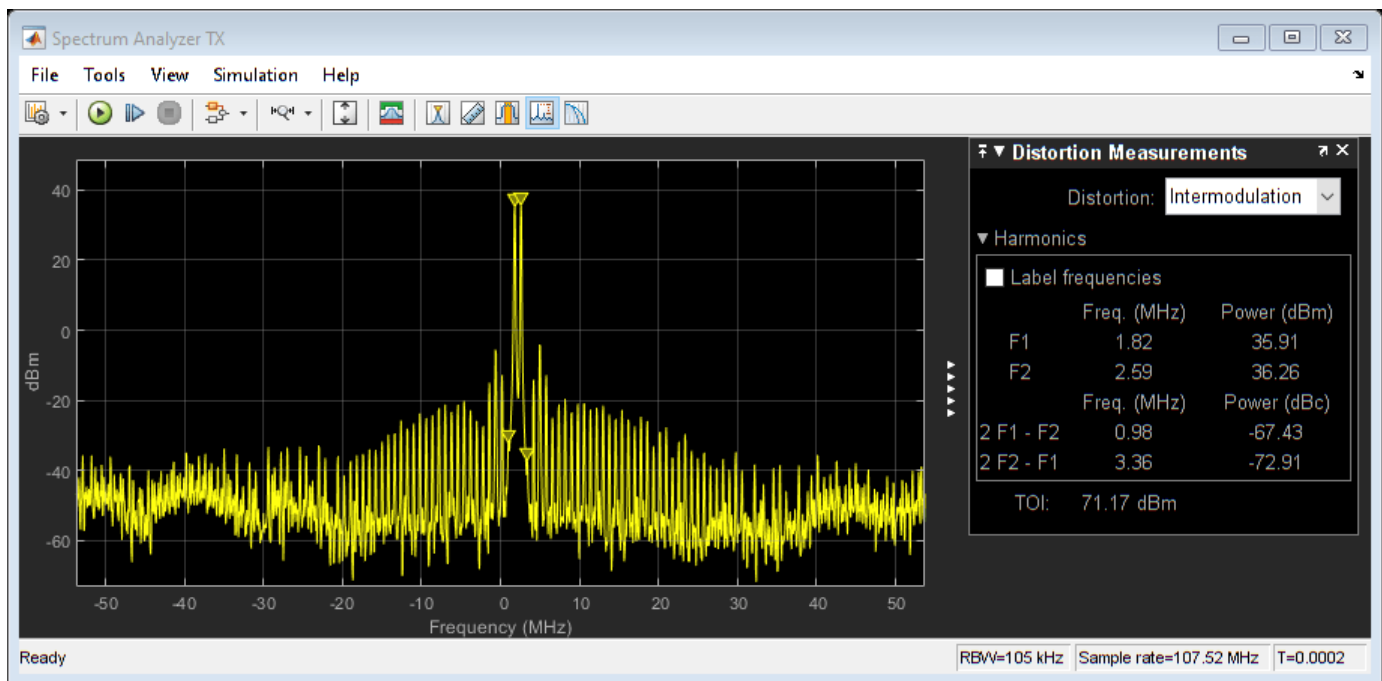 Spectrum Analyzer TX
File Tools View Simulation Help
Distortion Measurements
Distortion: Intermodulation
Harmonics
Label frequencies
Freq. (MHz) Power (dBm)
F1 1.82 35.91
F2 2.59 36.26
Freq. (MHz) Power (dBc)
2 F1 - F2 0.98 -67.43
2 F2 - F1 3.36 -72.91
TOI: 71.17 dBm
40
20
0
-20
-40
-60
dBm
-50 -40 -30 -20 -10 0 10 20 30 40 50
Frequency (MHz)
Ready RBW=105 kHz Sample rate=107.52 MHz T=0.0002